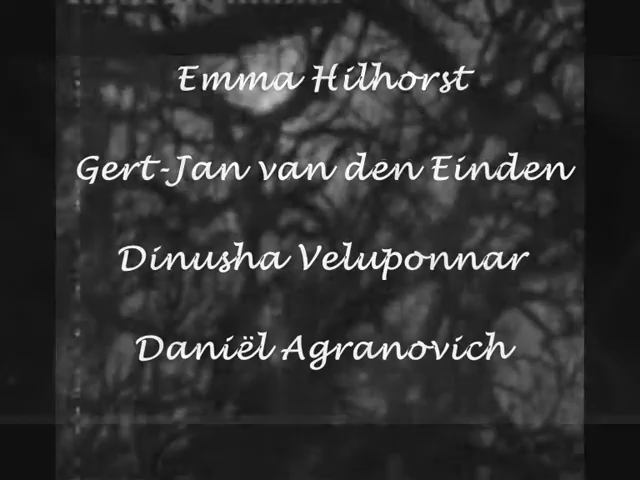 Emma Hilhorst
Gert-Jan van den Einden
Dinusha Veluponnar
Daniël Agranovich